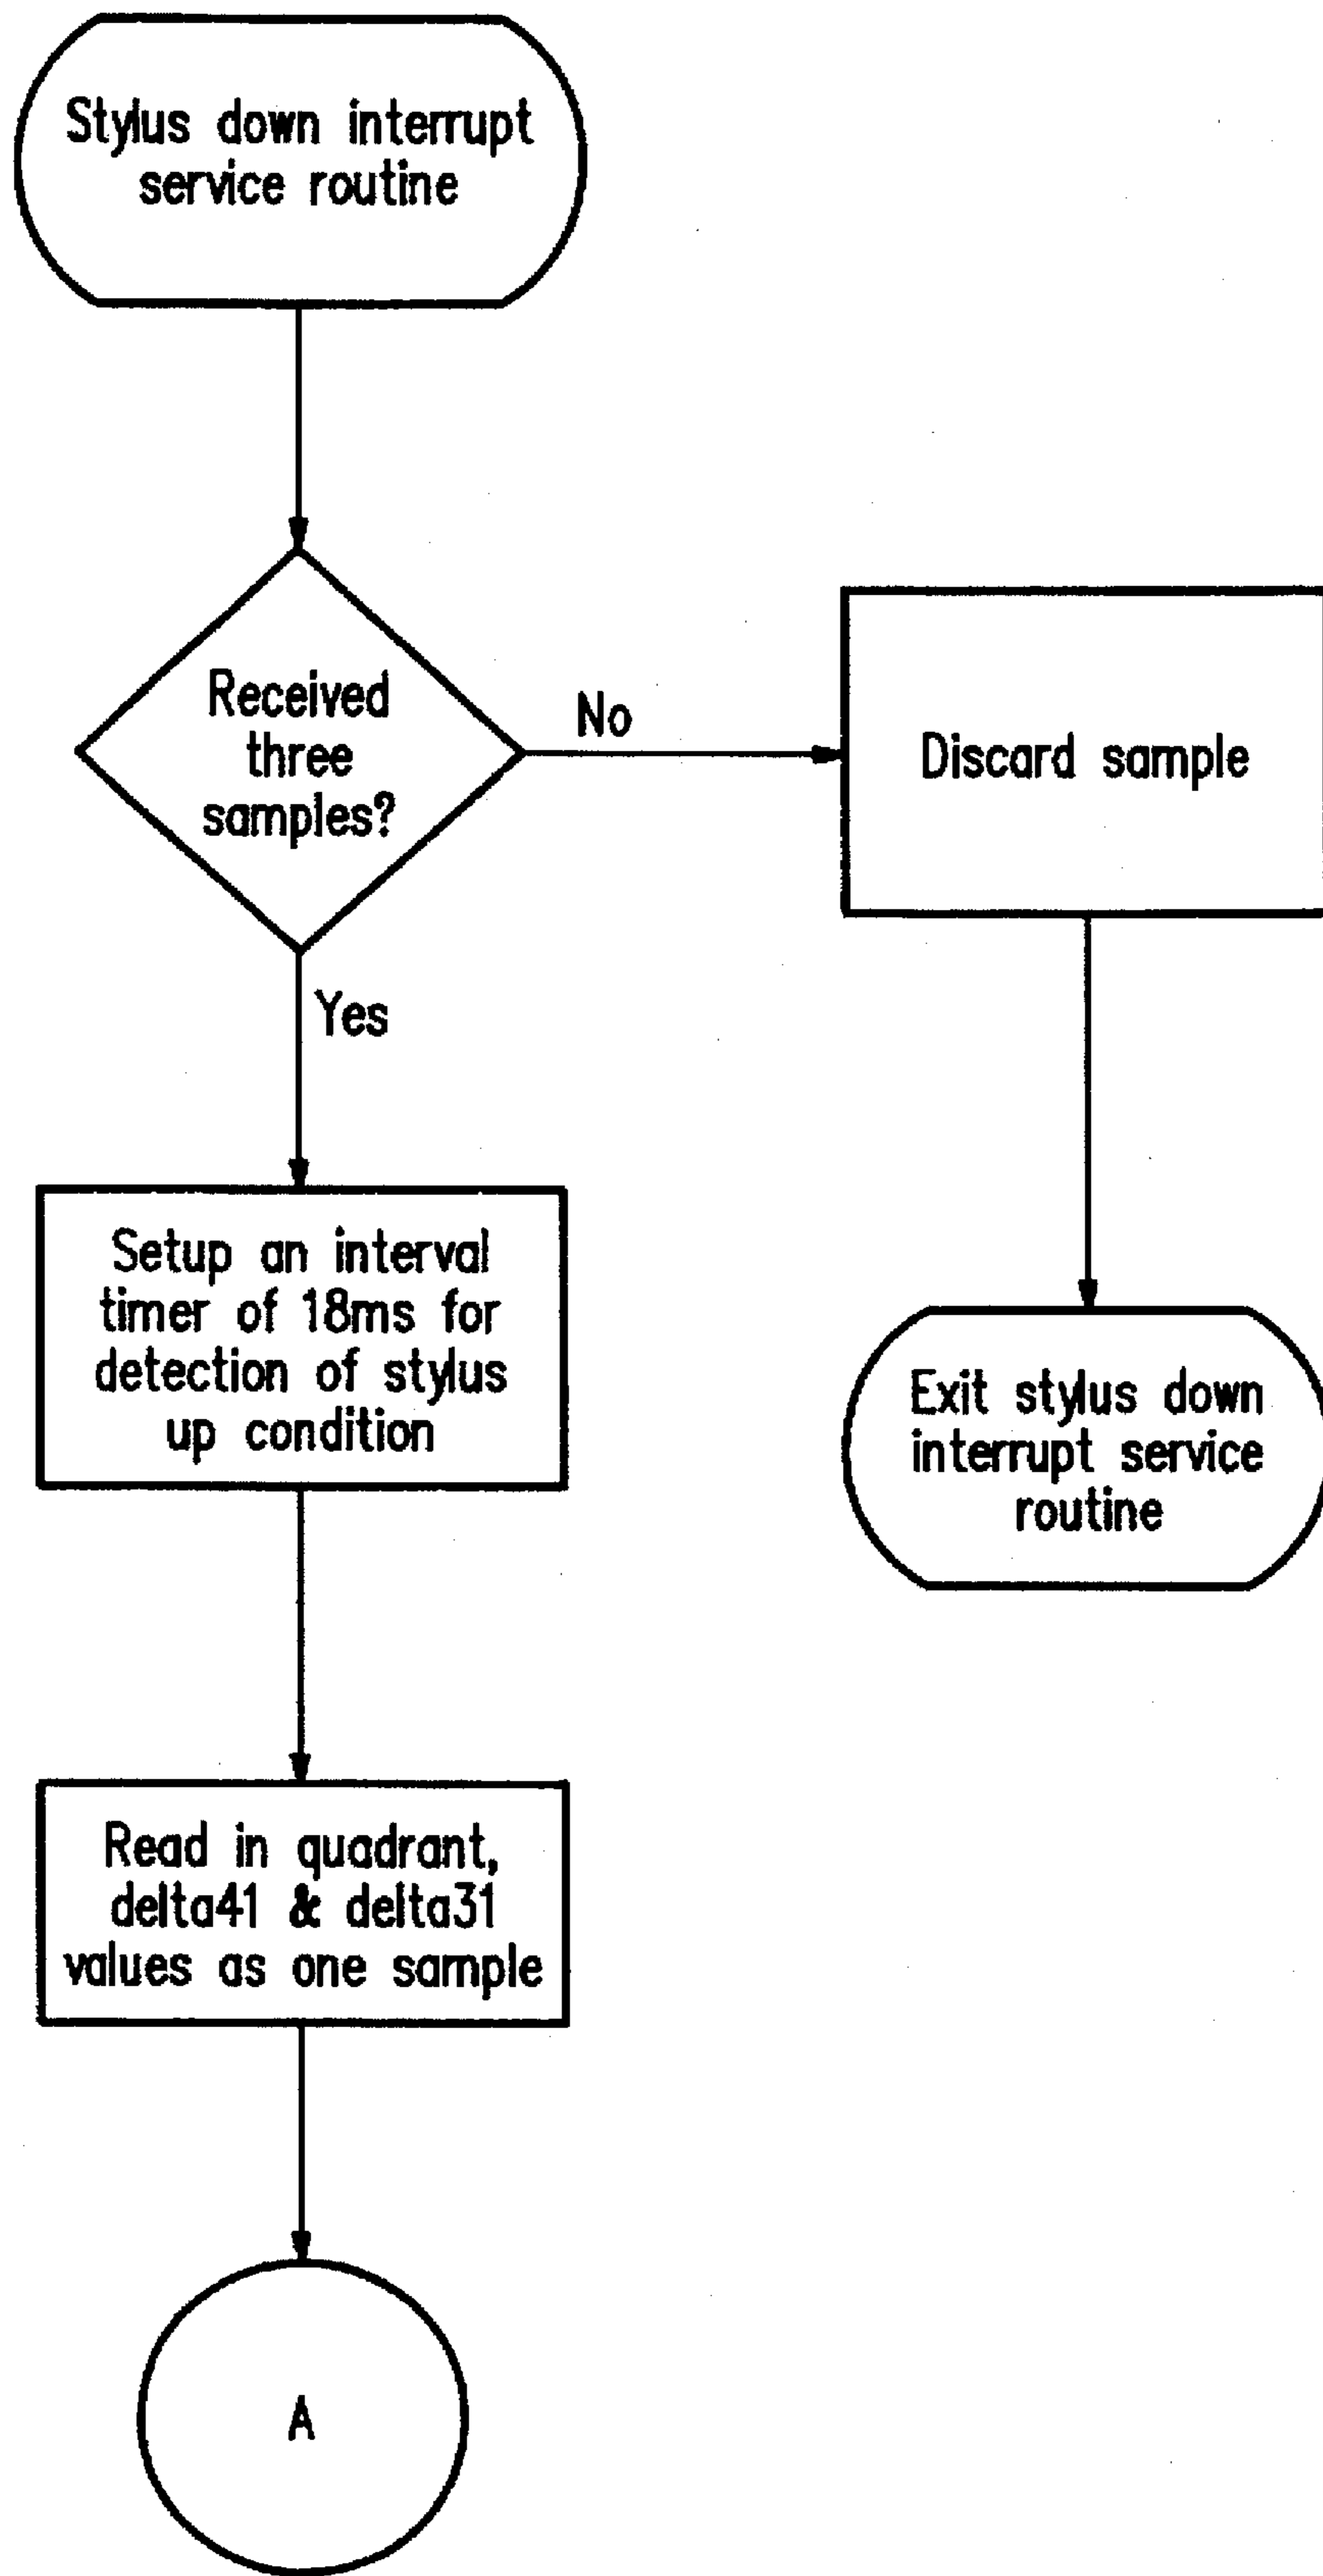 Stylus down interrupt
service routine
Received
three
samples?
No
Discard sample
Yes
Setup an interval
timer of 18ms for
detection of stylus
up condition
Exit stylus down
interrupt service
routine
Read in quadrant,
delta41 & delta31
values as one sample
A